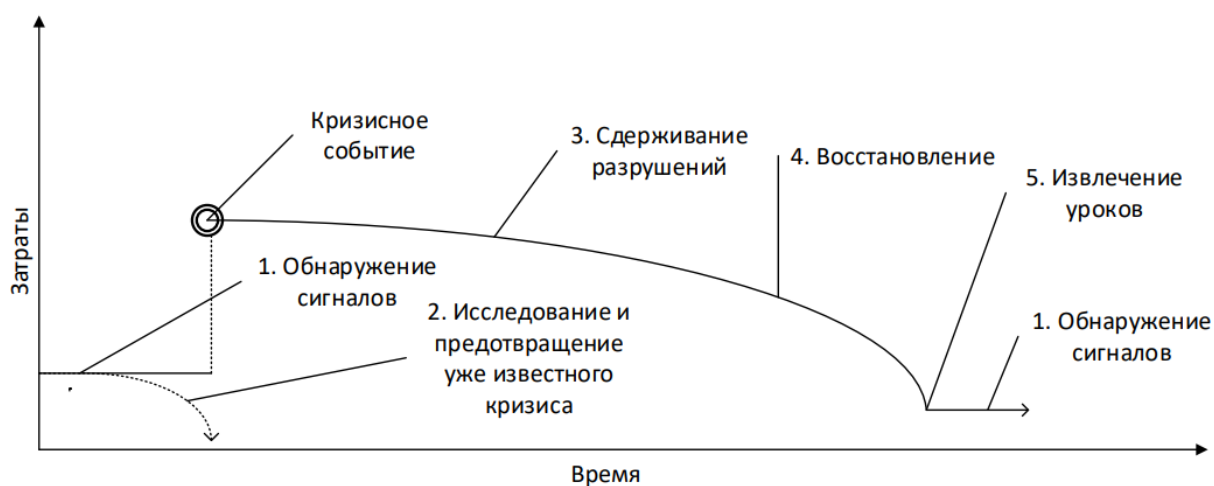 Затраты
Кризисное
событие
3. Сдерживание
разрушений
4. Восстановление
5. Извлечение
уроков
1. Обнаружение
сигналов
2. Исследование и
предотвращение
уже известного
кризиса
1. Обнаружение
сигналов
Время